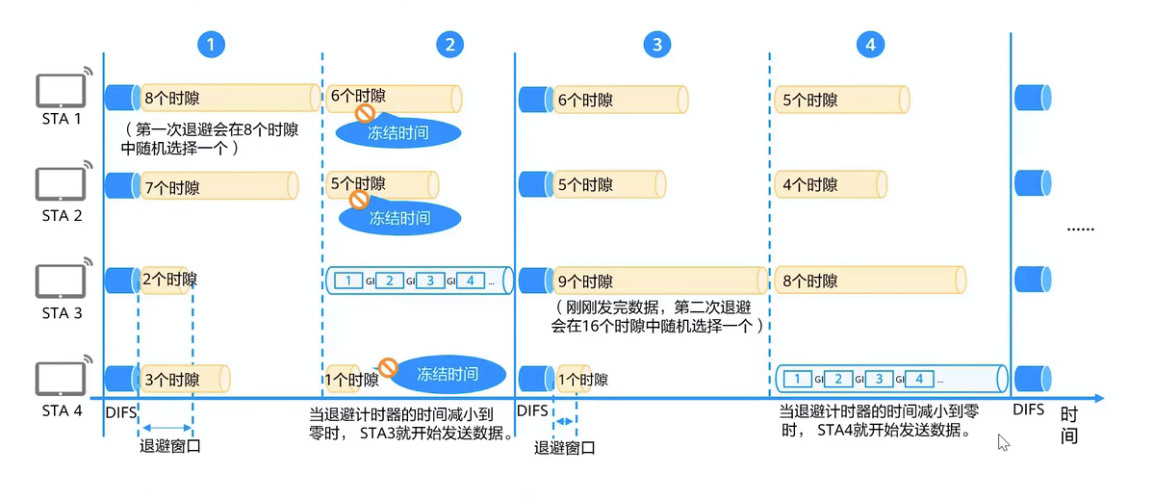 1
2
3
4
STA 1
8个时隙
6个时隙
冻结时间
6个时隙
5个时隙
（第一次退避会在8个时隙
中随机选择一个）
STA 2
7个时隙
5个时隙
冻结时间
5个时隙
4个时隙
......
STA 3
2个时隙
1 GI 2 GI 3 GI 4 ...
9个时隙
8个时隙
（刚刚发完数据，第二次退避
会在16个时隙中随机选择一个）
STA 4
3个时隙
1个时隙
冻结时间
1个时隙
1 GI 2 GI 3 GI 4 ...
DIFS
退避窗口
当退避计时器的时间减小到
零时， STA3就开始发送数据。
DIFS
退避窗口
当退避计时器的时间减小到零
时， STA4就开始发送数据。
DIFS
时
间